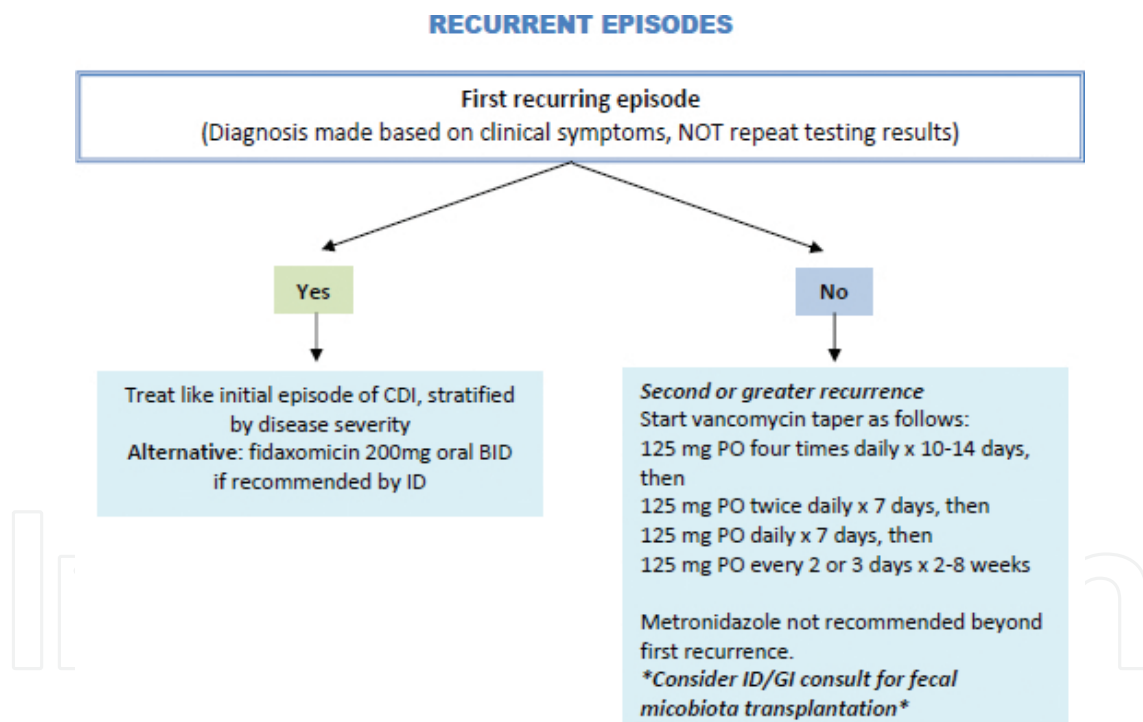 RECURRENT EPISODES
First recurring episode
(Diagnosis made based on clinical symptoms, NOT repeat testing results)
Yes
No
Treat like initial episode of CDI, stratified
by disease severity
Alternative: fidaxomicin 200mg oral BID
if recommended by ID
Second or greater recurrence
Start vancomycin taper as follows:
125 mg PO four times daily x 10-14 days,
then
125 mg PO twice daily x 7 days, then
125 mg PO daily x 7 days, then
125 mg PO every 2 or 3 days x 2-8 weeks
Metronidazole not recommended beyond
first recurrence.
*Consider ID/GI consult for fecal
micobiota transplantation*